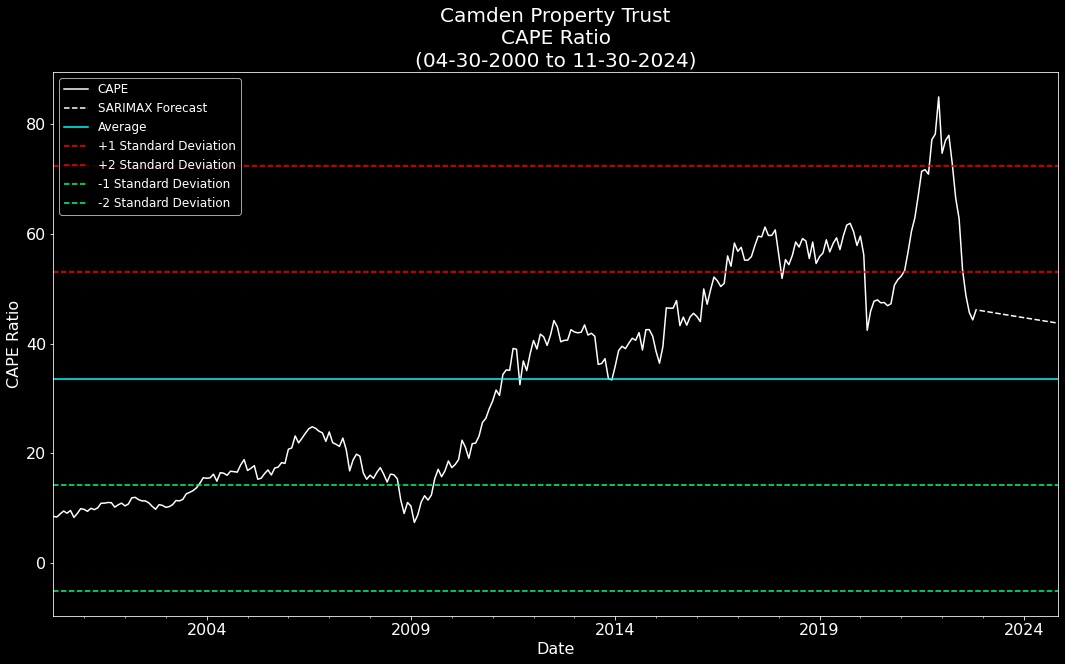 Camden Property Trust
CAPE Ratio
(04-30-2000 to 11-30-2024)
CAPE
SARIMAX Forecast
Average
+1 Standard Deviation
+2 Standard Deviation
-1 Standard Deviation
-2 Standard Deviation
80
60
40
20
0
CAPE Ratio
2004
2009
2014
2019
2024
Date